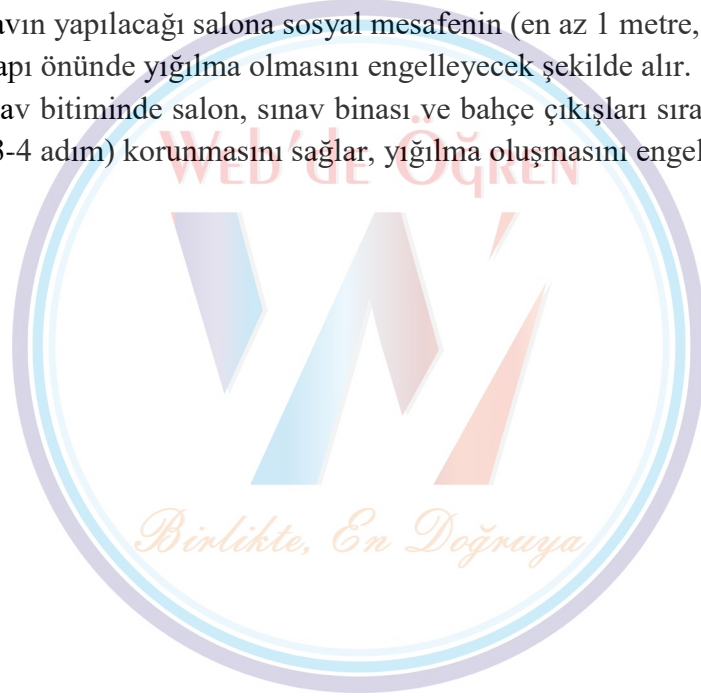 avın yapılacağı salona sosyal mesafenin (en az 1 metre,
apı önünde yığılma olmasını engelleyecek şekilde alır.
av bitiminde salon, sınav binası ve bahçe çıkışları sıra
3-4 adım) korunmasını sağlar, yığılma oluşmasını engel
Web'de Öğren
Birlikte, En Doğruya